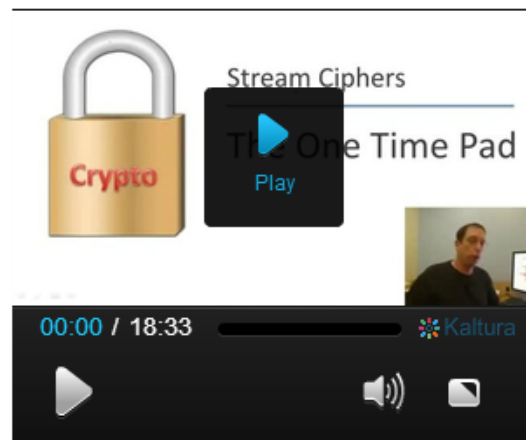 Stream Ciphers
The One Time Pad
Crypto
Play
00:00 / 18:33
Kaltura